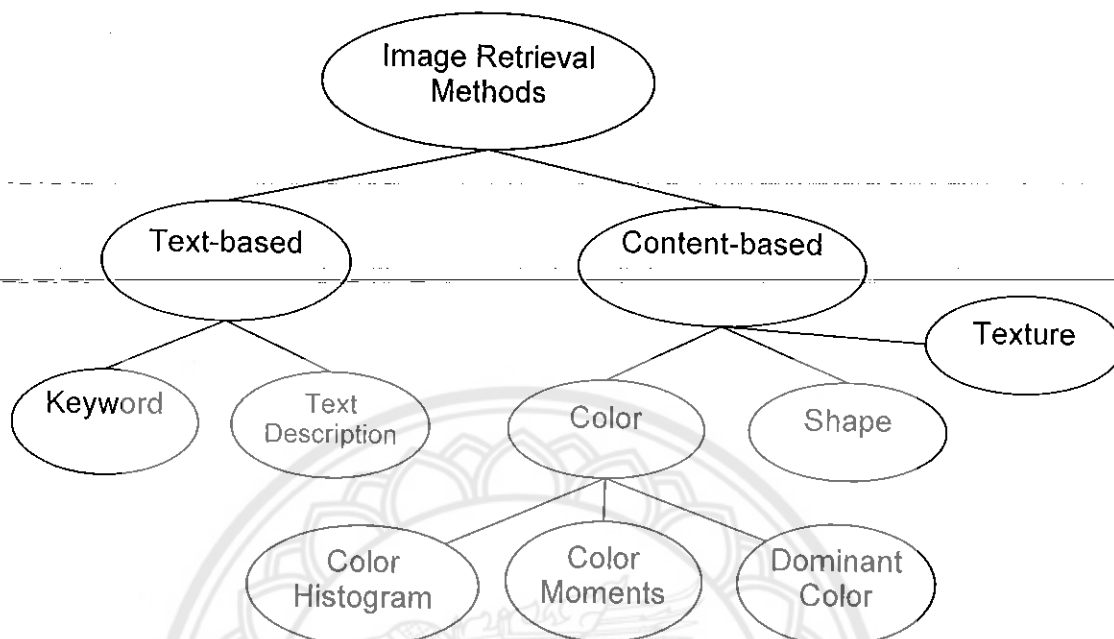 Image Retrieval
Methods
Text-based
Content-based
Texture
Keyword
Text
Description
Color
Shape
Color
Histogram
Color
Moments
Dominant
Color